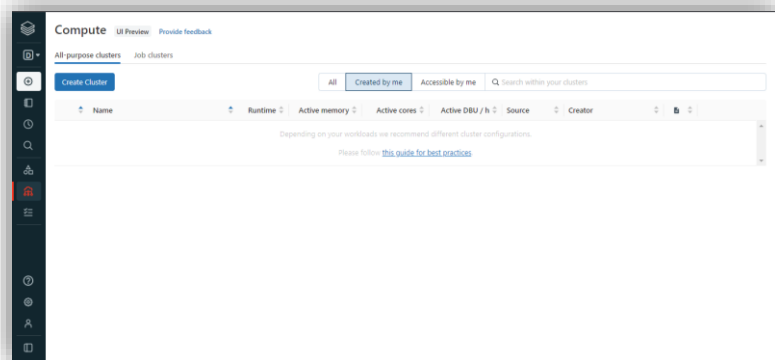 Compute UI Preview Provide feedback
D
All-purpose clusters Job clusters
Create Cluster All Created by me Accessible by me Search within your clusters
Name Runtime Active memory Active cores Active DBU / h Source Creator
Depending on your workloads we recommend different cluster configurations.
Please follow this guide for best practices